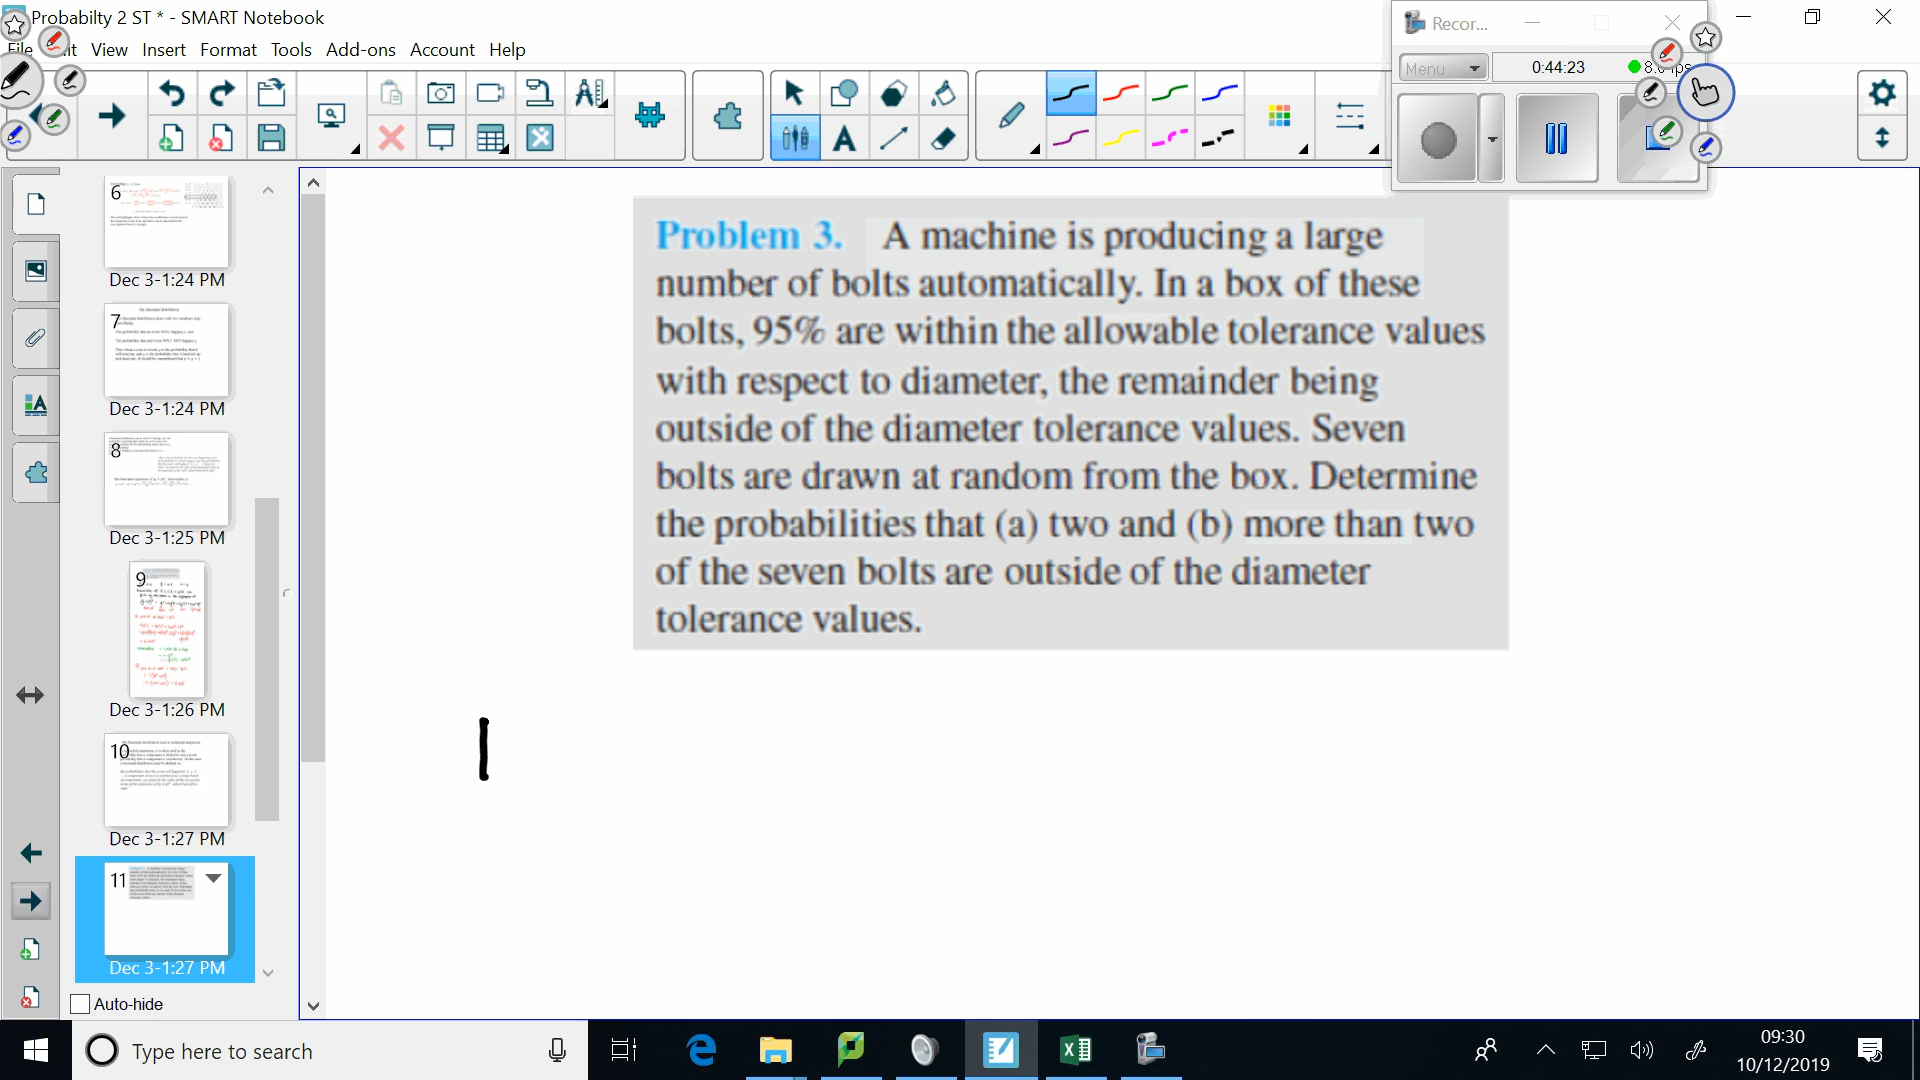 Probabilty 2 ST * - SMART Notebook
File Edit View Insert Format Tools Add-ons Account Help
Recor...
Menu
0:44:23
6
Dec 3-1:24 PM
7
Dec 3-1:24 PM
8
Dec 3-1:25 PM
9
Dec 3-1:26 PM
10
Dec 3-1:27 PM
11
Dec 3-1:27 PM
Auto-hide
Problem 3. A machine is producing a large
number of bolts automatically. In a box of these
bolts, 95% are within the allowable tolerance values
with respect to diameter, the remainder being
outside of the diameter tolerance values. Seven
bolts are drawn at random from the box. Determine
the probabilities that (a) two and (b) more than two
of the seven bolts are outside of the diameter
tolerance values.
Type here to search
09:30
10/12/2019